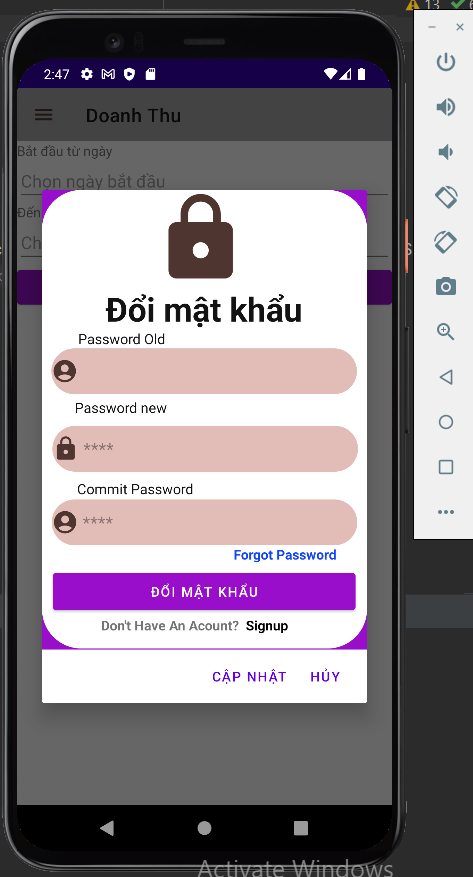 13 6
2:47
Doanh Thu
Bắt đầu từ ngày
Chọn ngày bắt đầu
Đến
Đổi mật khẩu
Password Old
Password new
****
Commit Password
****
Forgot Password
ĐỔI MẬT KHẨU
Don't Have An Acount? Signup
CẬP NHẬT HỦY
Activate Windows